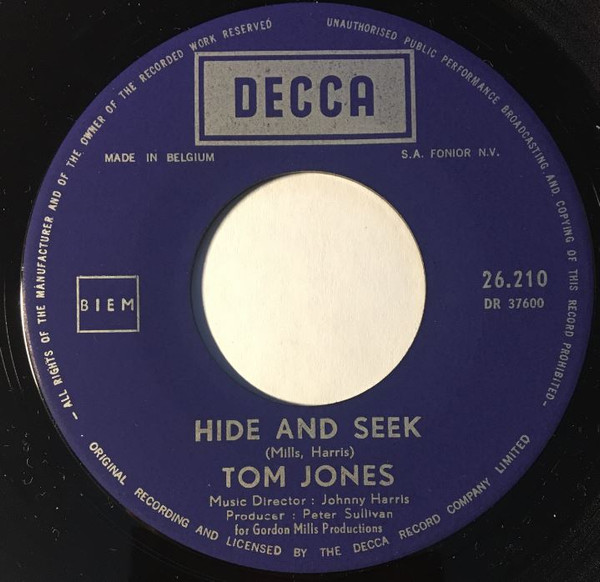 – ALL RIGHTS OF THE MANUFACTURER AND OF THE OWNER OF THE RECORDED WORK RESERVED
UNAUTHORISED PUBLIC PERFORMANCE BROADCASTING AND COPYING OF THIS RECORD PROHIBITED–
DECCA
MADE IN BELGIUM
S.A. FONIOR N.V.
26.210
DR 37600
BIEM
HIDE AND SEEK
(Mills, Harris)
TOM JONES
Music Director : Johnny Harris
Producer : Peter Sullivan
for Gordon Mills Productions
ORIGINAL RECORDING AND LICENSED BY THE DECCA RECORD COMPANY LIMITED